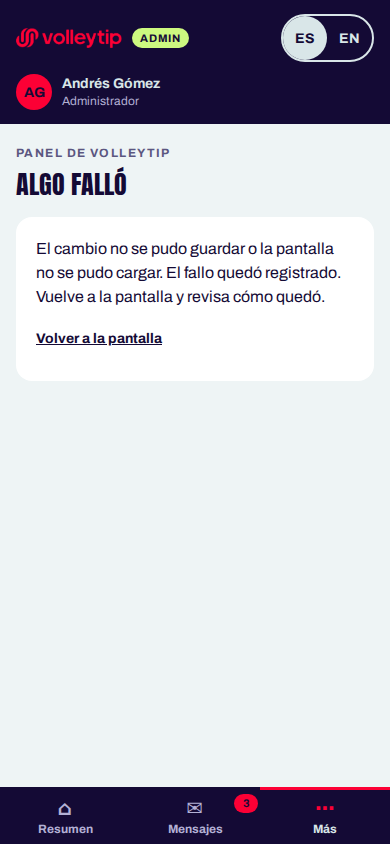 volleytip ADMIN ES EN
AG Andrés Gómez
Administrador
PANEL DE VOLLEYTIP
ALGO FALLÓ
El cambio no se pudo guardar o la pantalla
no se pudo cargar. El fallo quedó registrado.
Vuelve a la pantalla y revisa cómo quedó.
Volver a la pantalla
3
Resumen Mensajes Más